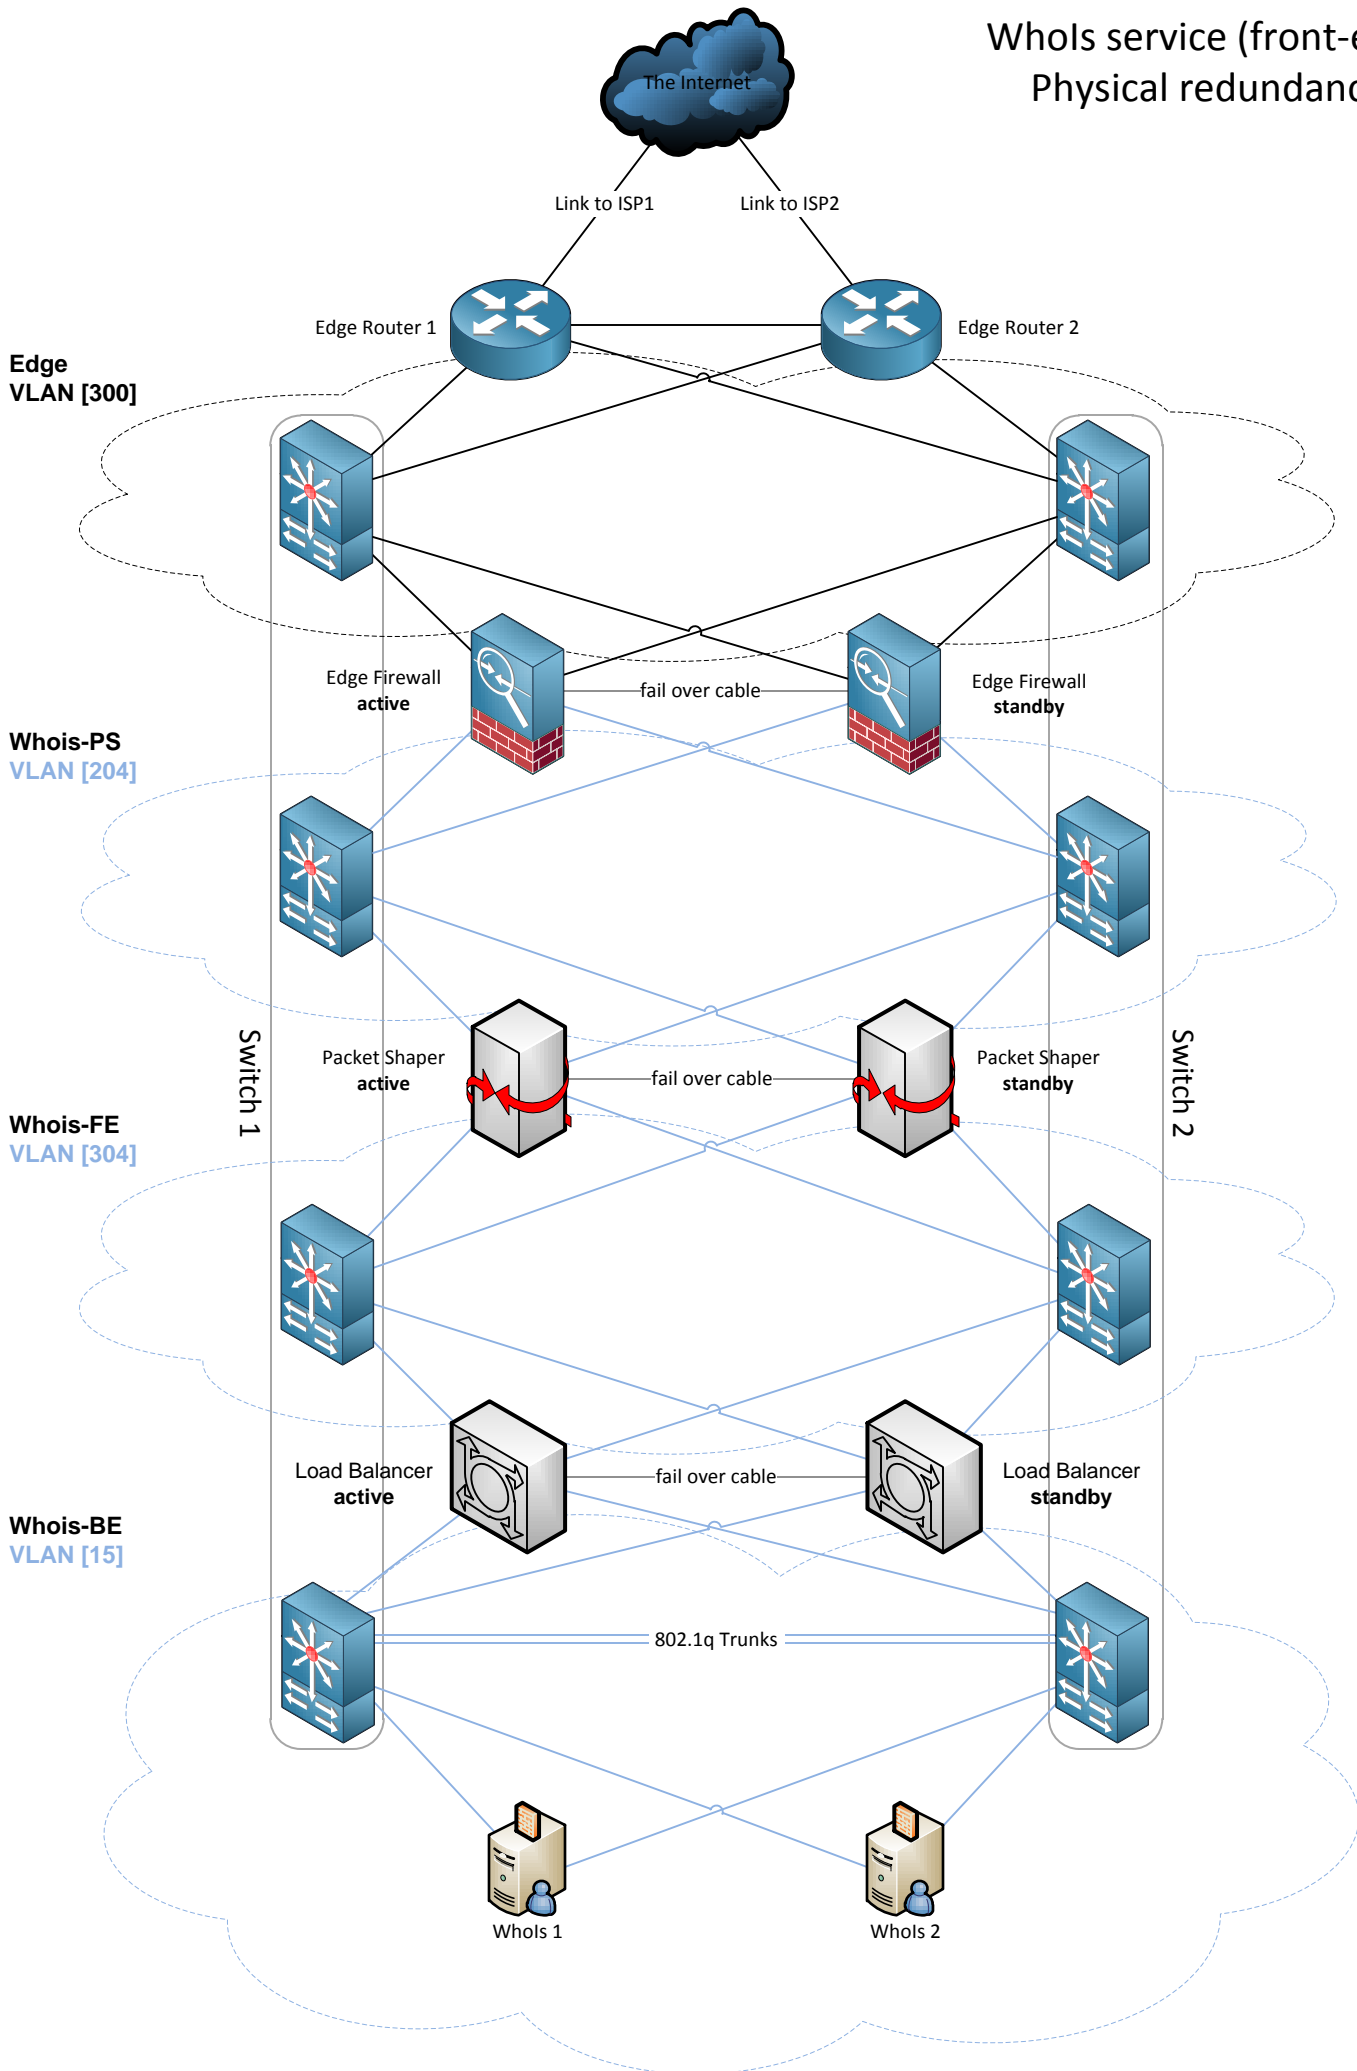 WhoIs service (front-e
Physical redundanc
The Internet
Link to ISP1
Link to ISP2
Edge Router 1
Edge Router 2
Edge
VLAN [300]
Edge Firewall
active
fail over cable
Edge Firewall
standby
Whois-PS
VLAN [204]
Switch 1
Switch 2
Packet Shaper
active
fail over cable
Packet Shaper
standby
Whois-FE
VLAN [304]
Load Balancer
active
fail over cable
Load Balancer
standby
Whois-BE
VLAN [15]
802.1q Trunks
WhoIs 1
WhoIs 2